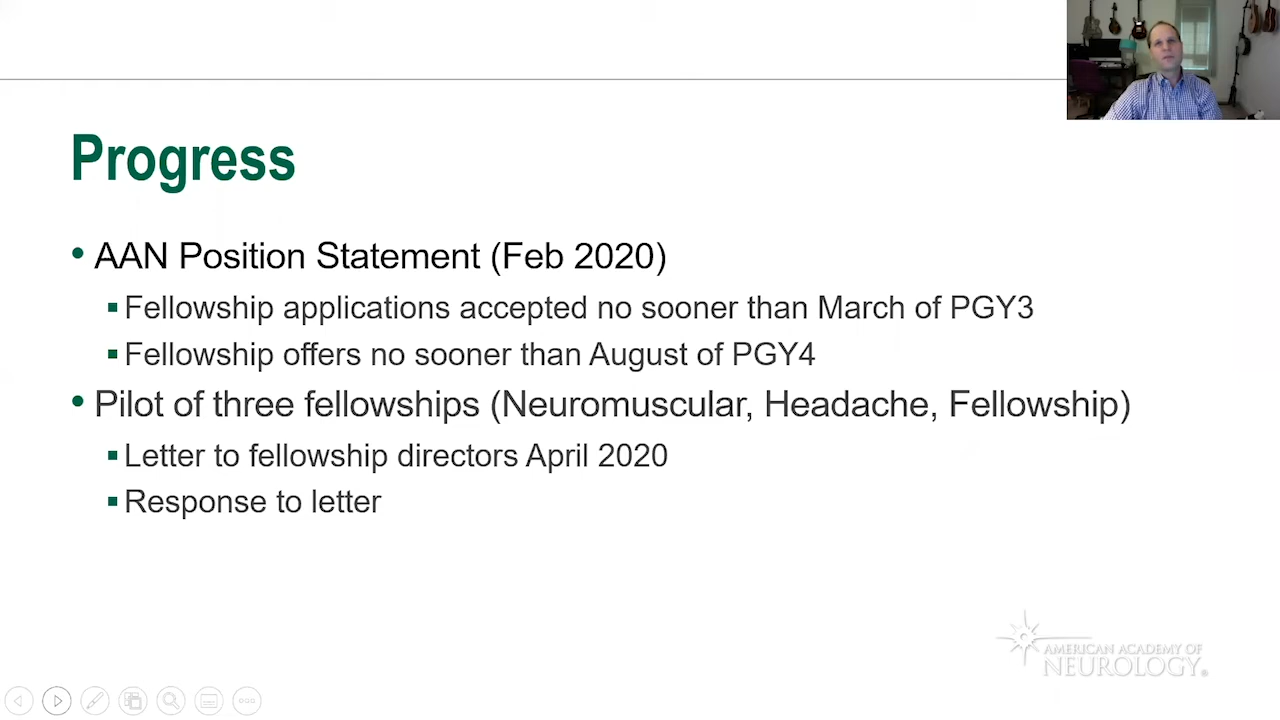 Progress
• AAN Position Statement (Feb 2020)
▪ Fellowship applications accepted no sooner than March of PGY3
▪ Fellowship offers no sooner than August of PGY4
• Pilot of three fellowships (Neuromuscular, Headache, Fellowship)
▪ Letter to fellowship directors April 2020
▪ Response to letter
AMERICAN ACADEMY OF
NEUROLOGY®